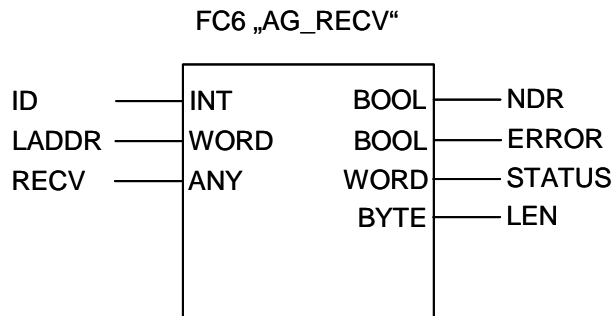 FC6 „AG_RECV“
ID INT BOOL NDR
LADDR WORD BOOL ERROR
RECV ANY WORD STATUS
BYTE LEN